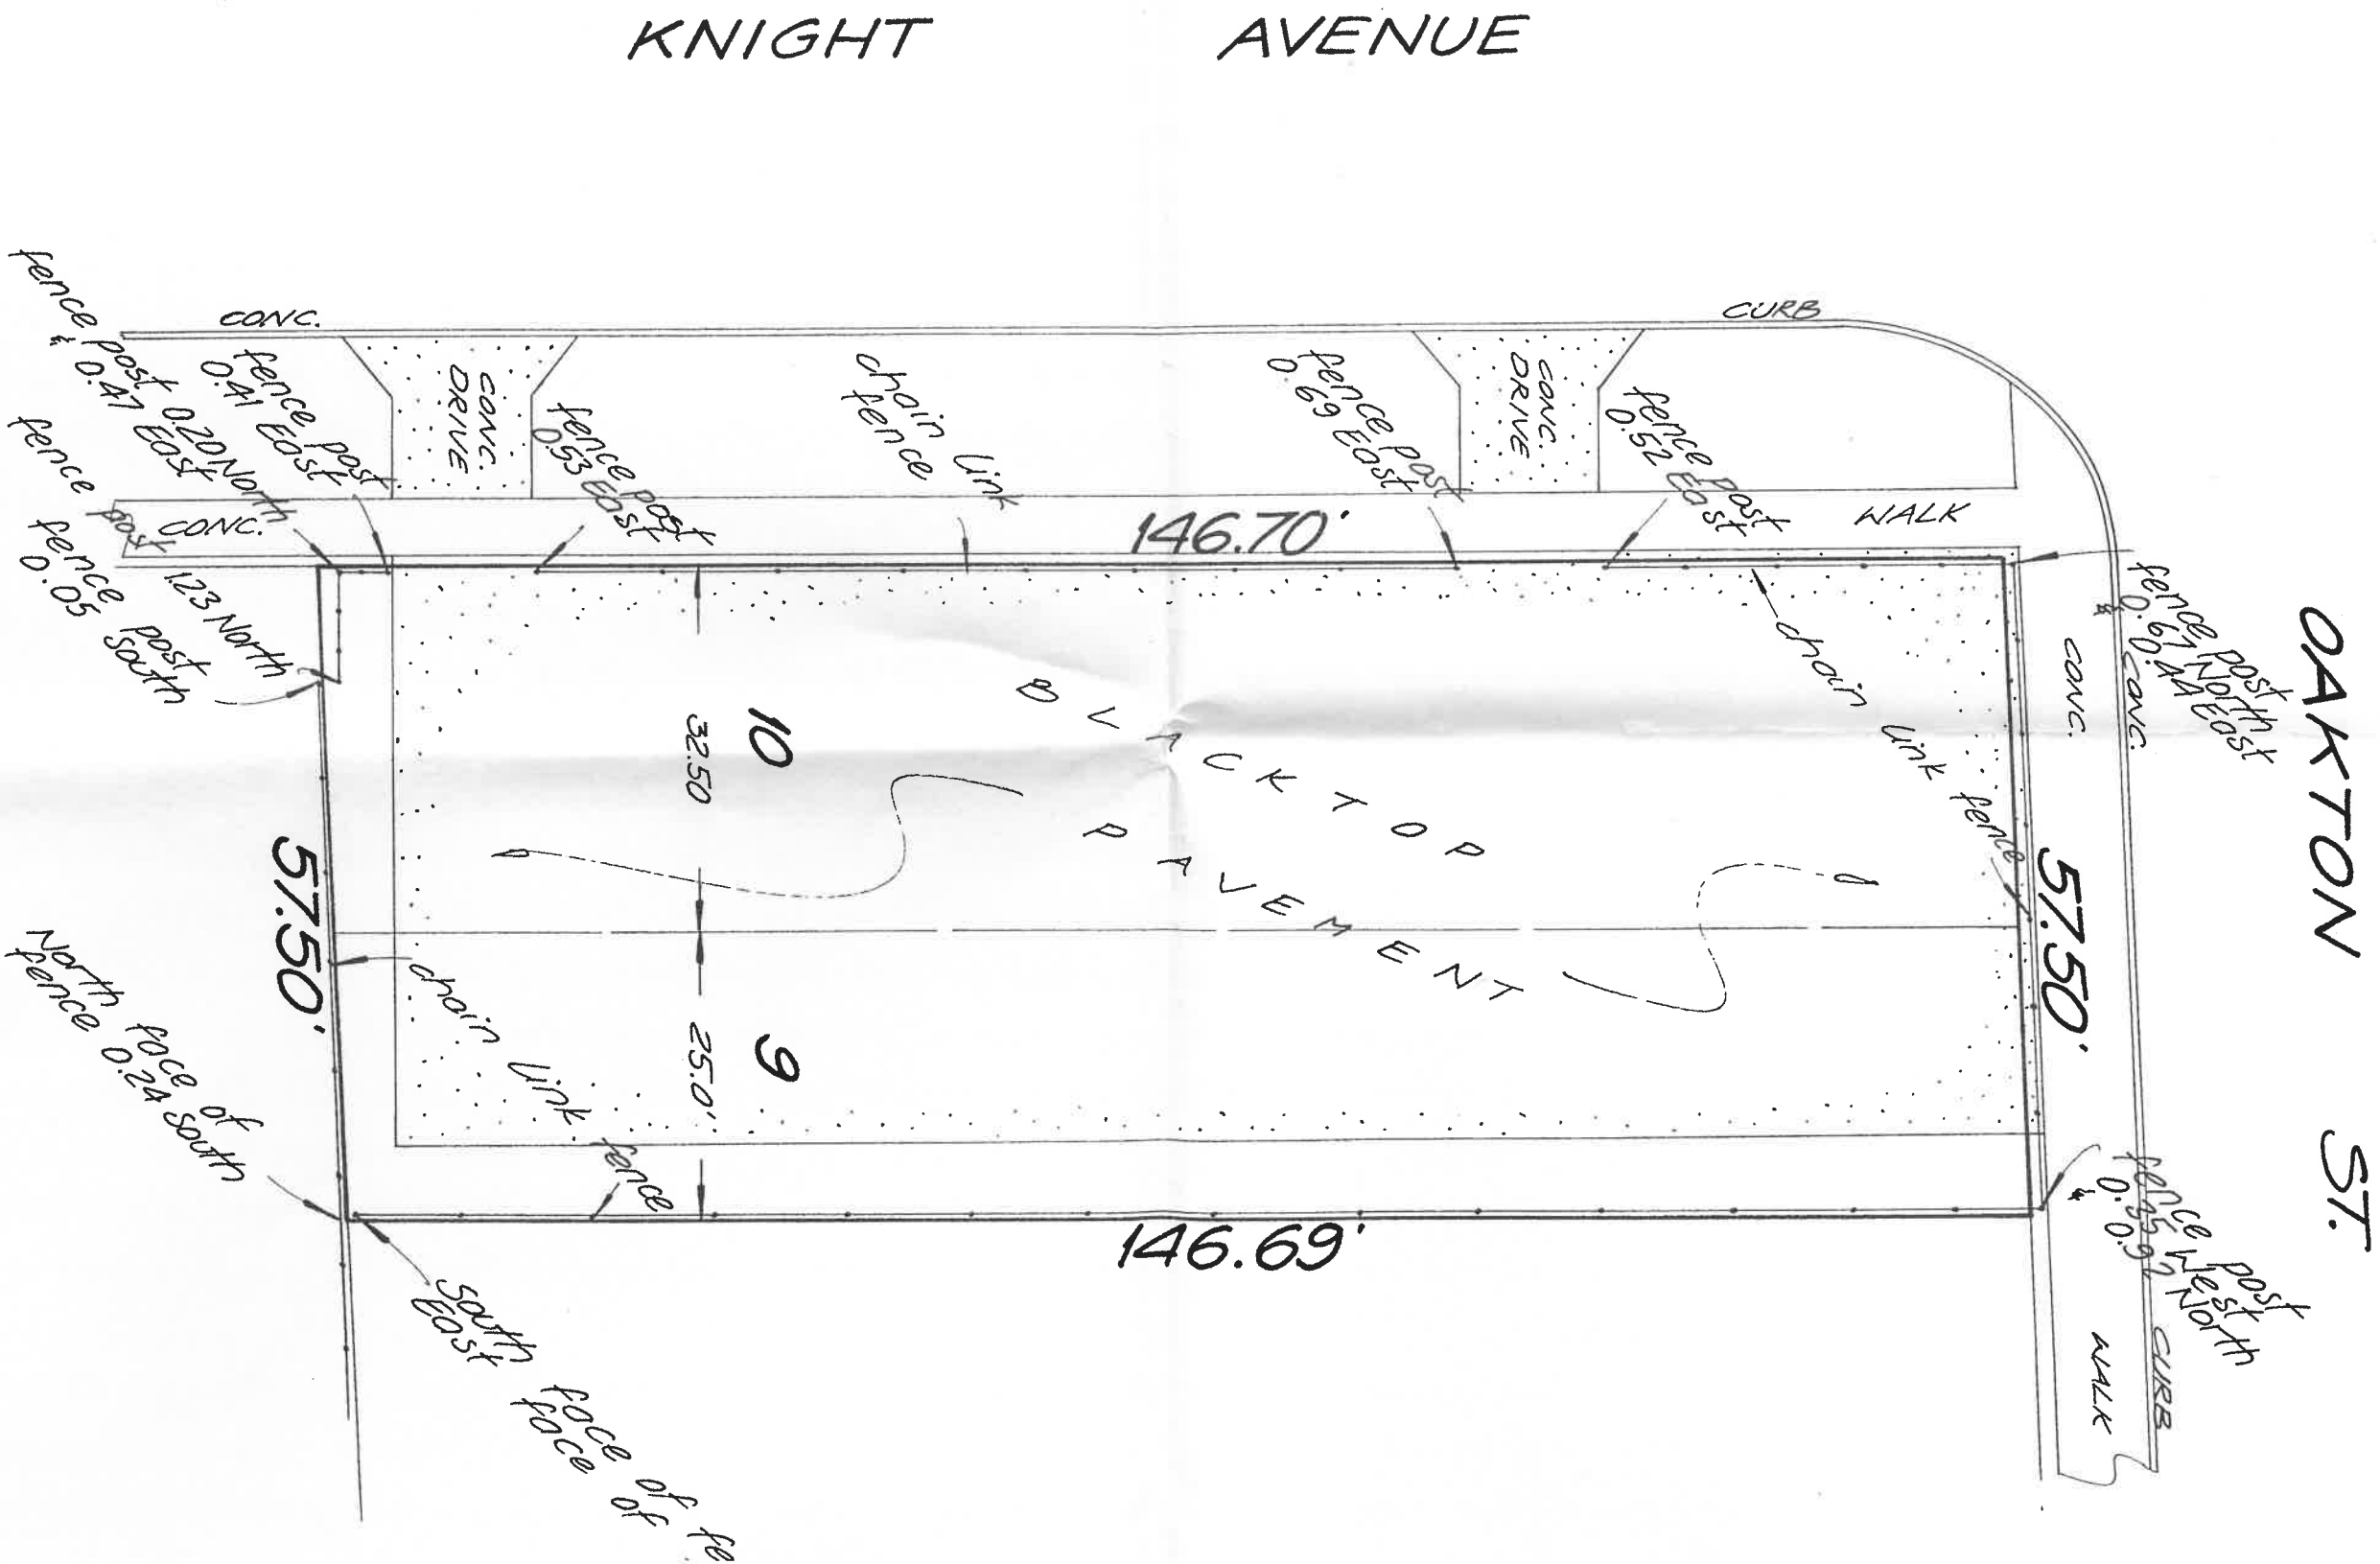 KNIGHT AVENUE
OAKTON ST.
CONC.
CURB
CONC.
DRIVE
CONC.
DRIVE
fence post 0.20 North
& 0.47 East
fence post
0.41 East
fence post
0.53 East
chain link
fence
fence post
0.69 East
fence post
0.52 East
CONC.
WALK
146.70'
fence post 1.23 North
fence post
0.05 South
fence post
0.67 North
& 0.44 East
CONC.
CONC.
chain link fence
BLACKTOP
PAVEMENT
10
32.50
9
25.0'
57.50'
57.50'
chain link fence
North face of
fence 0.24 South
146.69'
South face of fe
East face of
fence post
0.35 West
& 0.92 North
CURB
WALK